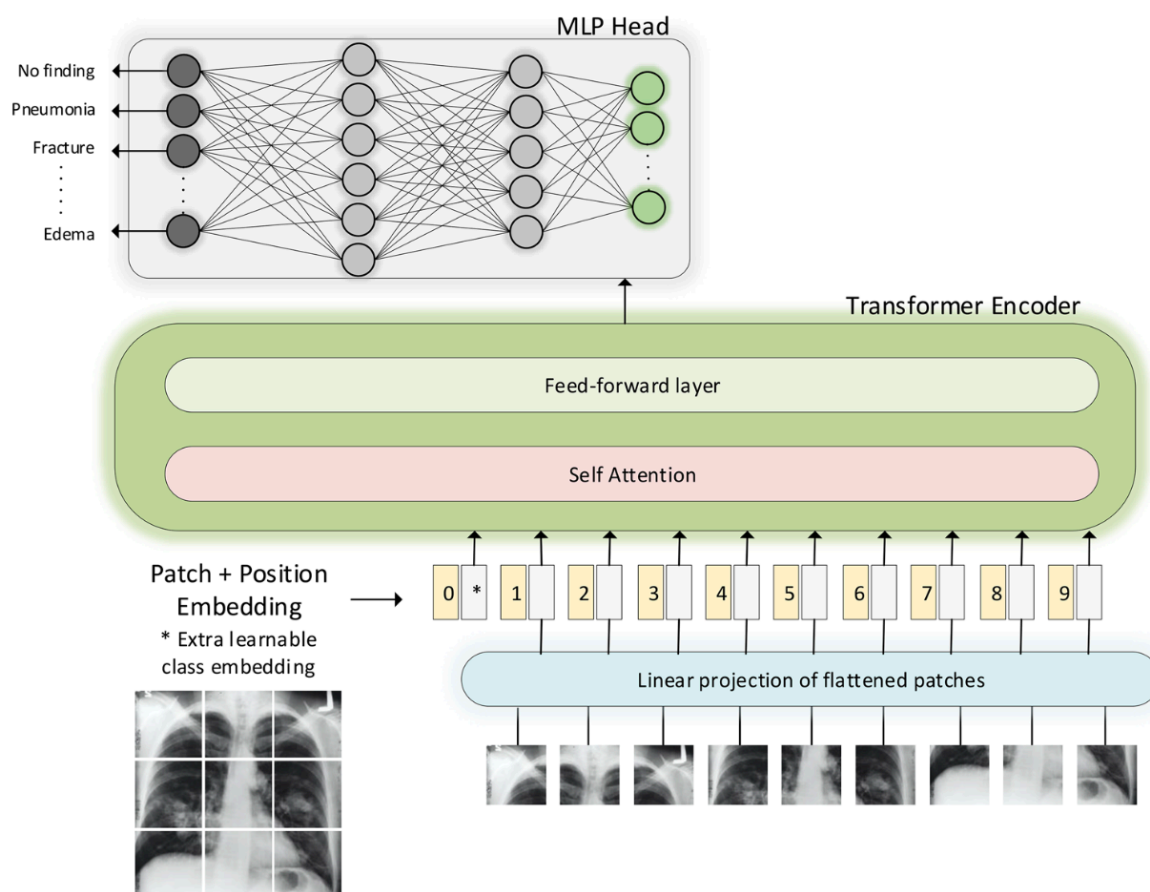 MLP Head
No finding
Pneumonia
Fracture
Edema
Transformer Encoder
Feed-forward layer
Self Attention
Patch + Position
Embedding
* Extra learnable
class embedding
0 * 1 2 3 4 5 6 7 8 9
Linear projection of flattened patches